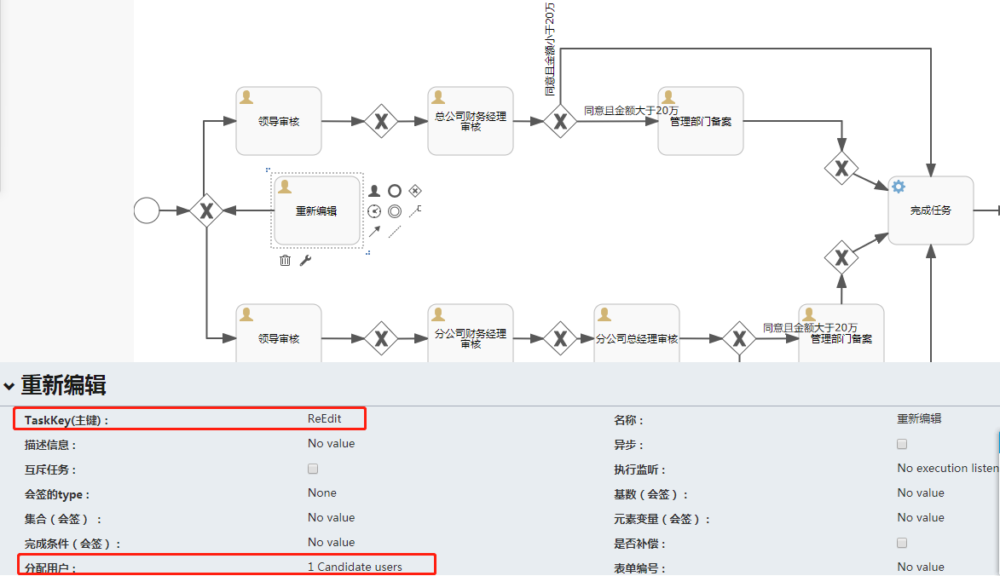 同意且金额小于20万
领导审核
总公司财务经理
审核
同意且金额大于20万
管理部门备案
重新编辑
完成任务
领导审核
分公司财务经理
审核
分公司总经理审核
同意且金额大于20万
管理部门备案
重新编辑
TaskKey(主键)： ReEdit 名称： 重新编辑
描述信息： No value 异步：
互斥任务： 执行监听： No execution listen
会签的type： None 基数（会签）： No value
集合（会签）： No value 元素变量（会签）： No value
完成条件（会签）： No value 是否补偿：
分配用户： 1 Candidate users 表单编号： No value